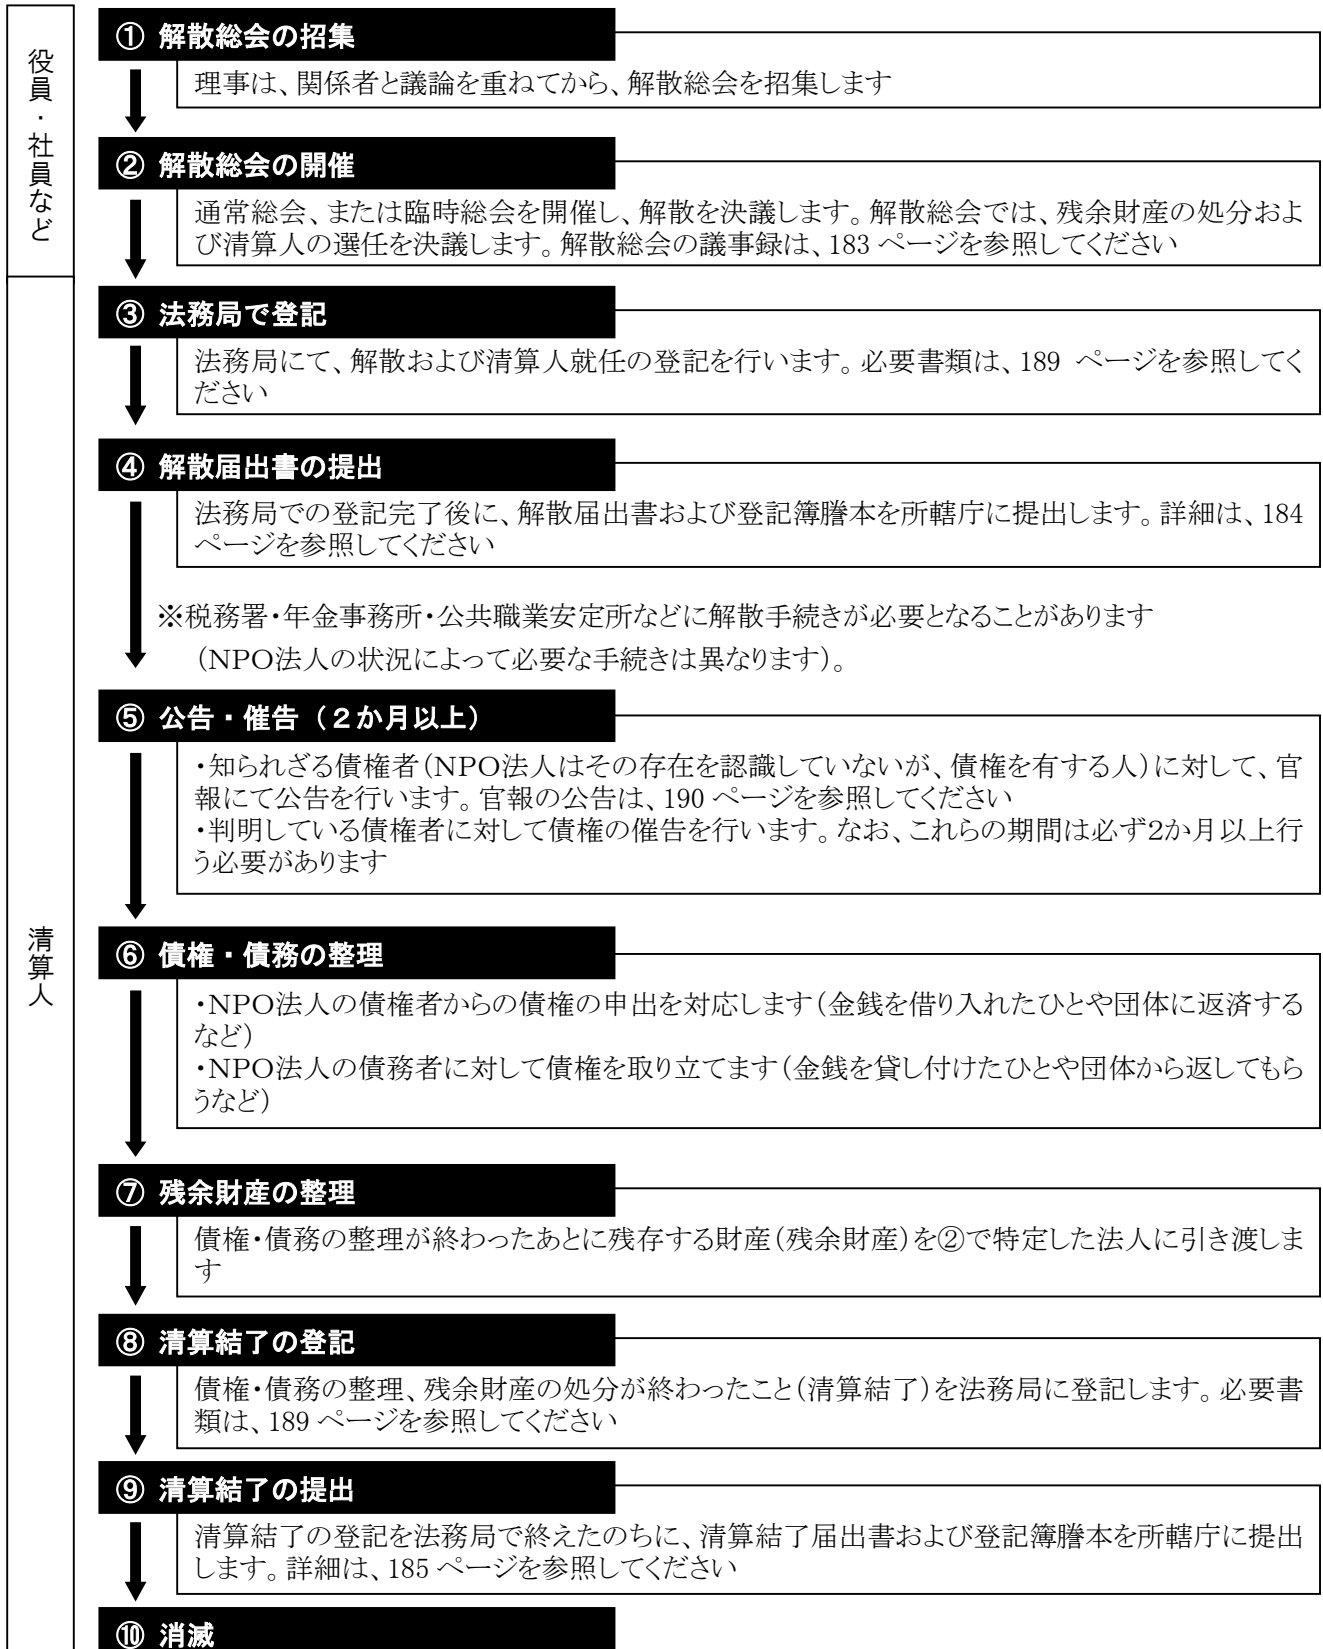 役員・社員など
① 解散総会の招集
理事は、関係者と議論を重ねてから、解散総会を招集します
② 解散総会の開催
通常総会、または臨時総会を開催し、解散を決議します。解散総会では、残余財産の処分およ
び清算人の選任を決議します。解散総会の議事録は、183 ページを参照してください
清算人
③ 法務局で登記
法務局にて、解散および清算人就任の登記を行います。必要書類は、189 ページを参照してく
ださい
④ 解散届出書の提出
法務局での登記完了後に、解散届出書および登記簿謄本を所轄庁に提出します。詳細は、184
ページを参照してください
※税務署・年金事務所・公共職業安定所などに解散手続きが必要となることがあります
（NPO法人の状況によって必要な手続きは異なります）。
⑤ 公告・催告（２か月以上）
・知られざる債権者（NPO法人はその存在を認識していないが、債権を有する人）に対して、官
報にて公告を行います。官報の公告は、190 ページを参照してください
・判明している債権者に対して債権の催告を行います。なお、これらの期間は必ず2か月以上行
う必要があります
⑥ 債権・債務の整理
・NPO法人の債権者からの債権の申出を対応します（金銭を借り入れたひとや団体に返済する
など）
・NPO法人の債務者に対して債権を取り立てます（金銭を貸し付けたひとや団体から返してもら
うなど）
⑦ 残余財産の整理
債権・債務の整理が終わったあとに残存する財産（残余財産）を②で特定した法人に引き渡しま
す
⑧ 清算結了の登記
債権・債務の整理、残余財産の処分が終わったこと（清算結了）を法務局に登記します。必要書
類は、189 ページを参照してください
⑨ 清算結了の提出
清算結了の登記を法務局で終えたのちに、清算結了届出書および登記簿謄本を所轄庁に提出
します。詳細は、185 ページを参照してください
⑩ 消滅